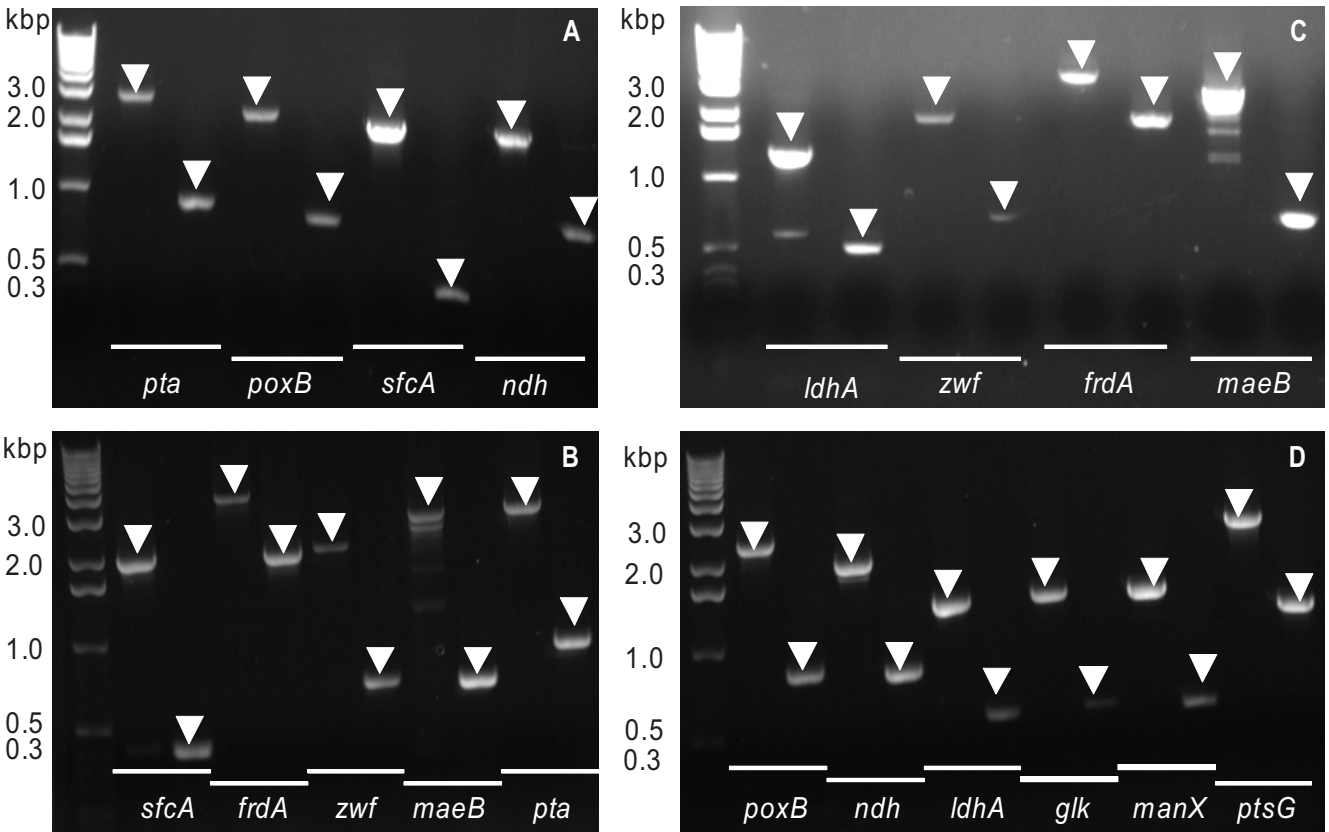 kbp
A
3.0
2.0
1.0
0.5
0.3
pta poxB sfcA ndh
kbp
C
3.0
2.0
1.0
0.5
0.3
ldhA zwf frdA maeB
kbp
B
3.0
2.0
1.0
0.5
0.3
sfcA frdA zwf maeB pta
kbp
D
3.0
2.0
1.0
0.5
0.3
poxB ndh ldhA glk manX ptsG